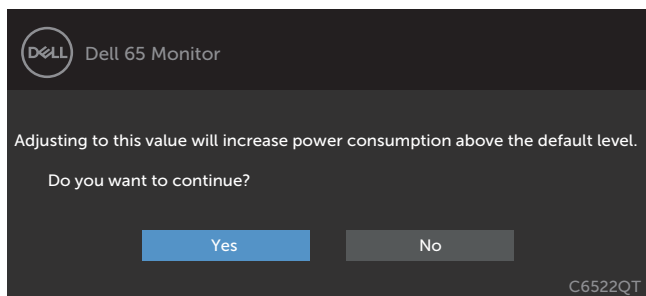 DELL Dell 65 Monitor
Adjusting to this value will increase power consumption above the default level.
Do you want to continue?
Yes No
C6522QT